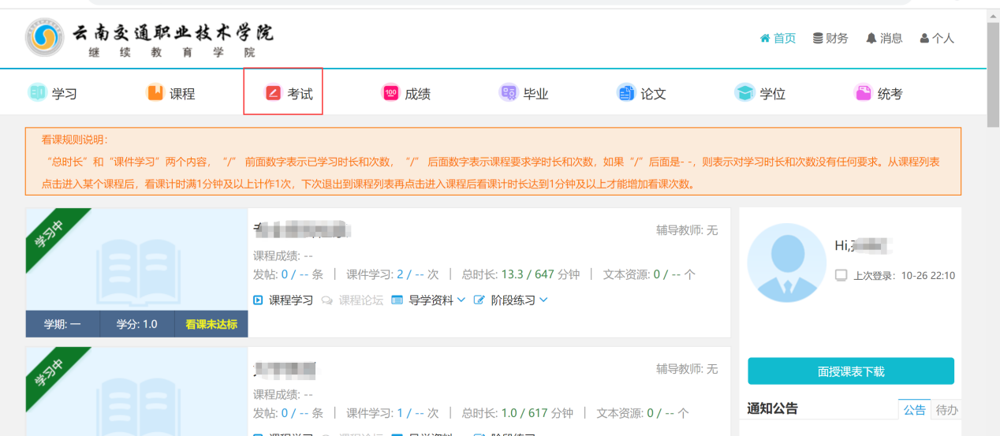 云南交通职业技术学院
继续教育学院
首页 财务 消息 个人
学习 课程 考试 成绩 毕业 论文 学位 统考
看课规则说明：
“总时长”和“课件学习”两个内容，“/” 前面数字表示已学习时长和次数，“/” 后面数字表示课程要求学时长和次数，如果“/”后面是- -，则表示对学习时长和次数没有任何要求。从课程列表
点击进入某个课程后，看课计时满1分钟及以上计作1次，下次退出到课程列表再点击进入课程后看课计时长达到1分钟及以上才能增加看课次数。
学习中
辅导教师: 无
课程成绩: --
发帖: 0 / -- 条 | 课件学习: 2 / -- 次 | 总时长: 13.3 / 647 分钟 | 文本资源: 0 / -- 个
课程学习 课程论坛 导学资料 阶段练习
学期: 一 学分: 1.0 看课未达标
Hi,
上次登录: 10-26 22:10
学习中
辅导教师: 无
课程成绩: --
发帖: 0 / -- 条 | 课件学习: 1 / -- 次 | 总时长: 1.0 / 617 分钟 | 文本资源: 0 / -- 个
面授课表下载
通知公告 公告 待办